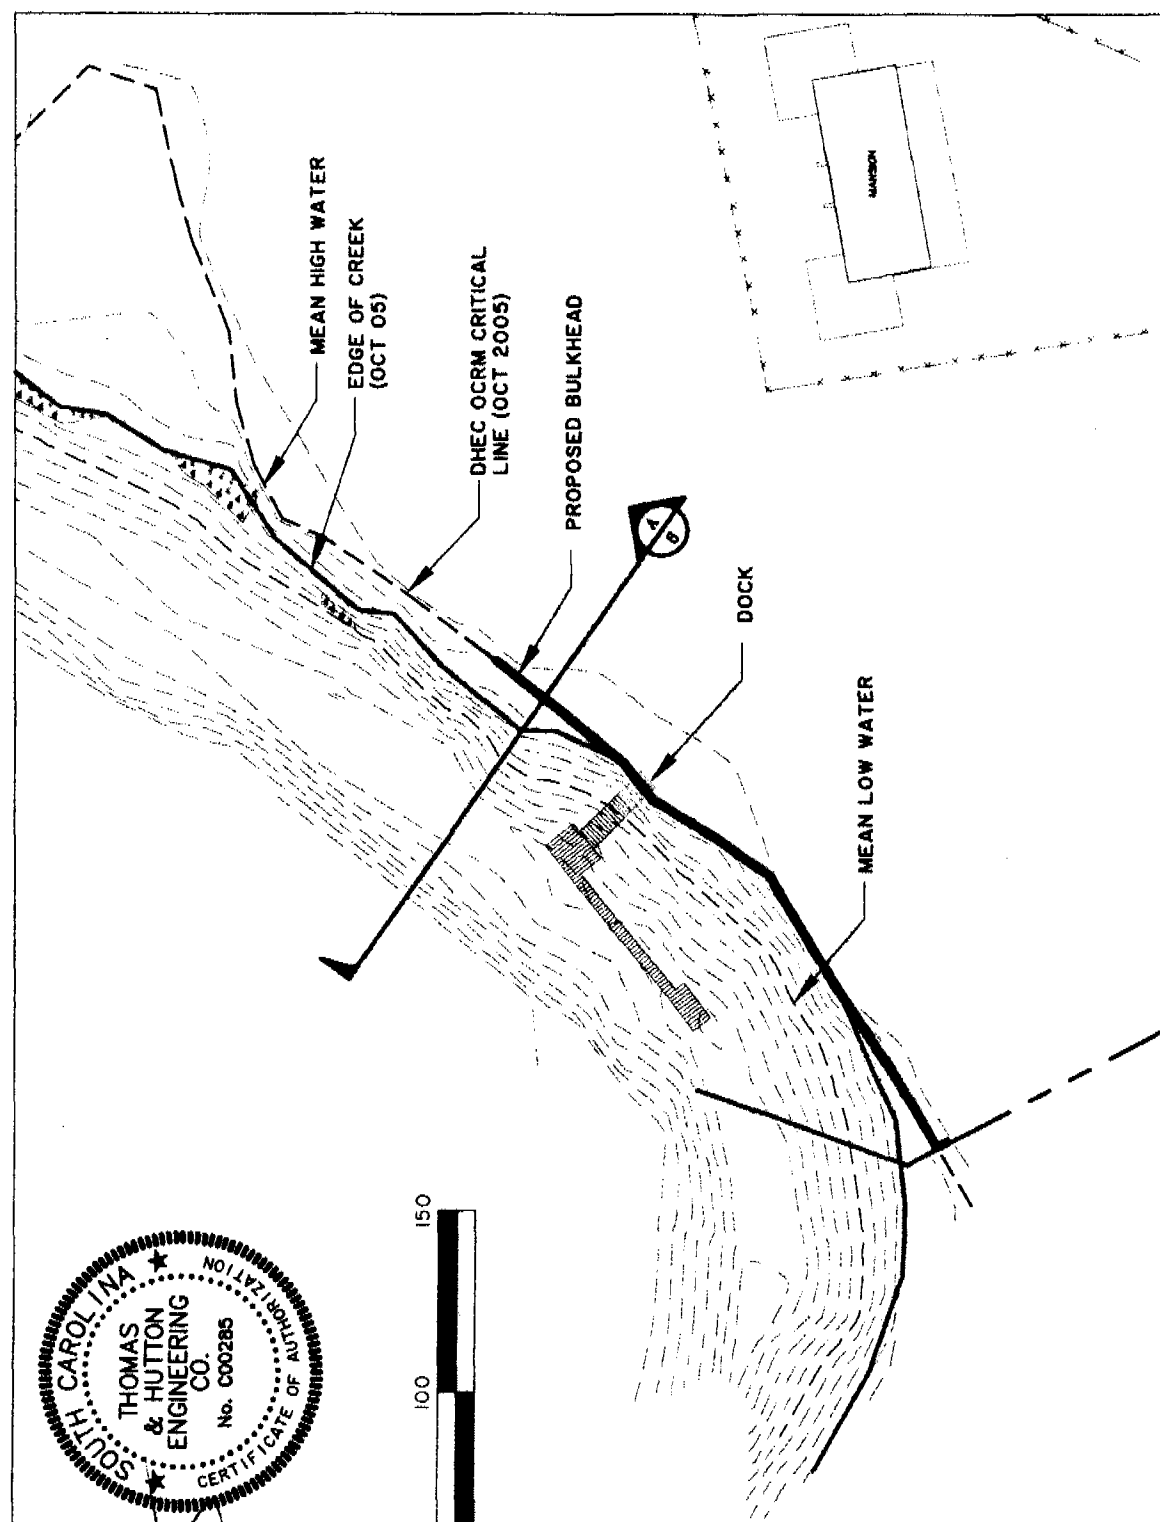 MANSION
MEAN HIGH WATER
EDGE OF CREEK
(OCT 05)
DHEC OCRM CRITICAL
LINE (OCT 2005)
PROPOSED BULKHEAD
A
B
DOCK
MEAN LOW WATER
SOUTH CAROLINA
THOMAS
& HUTTON
ENGINEERING
CO.
No. C00285
CERTIFICATE OF AUTHORIZATION
150
100